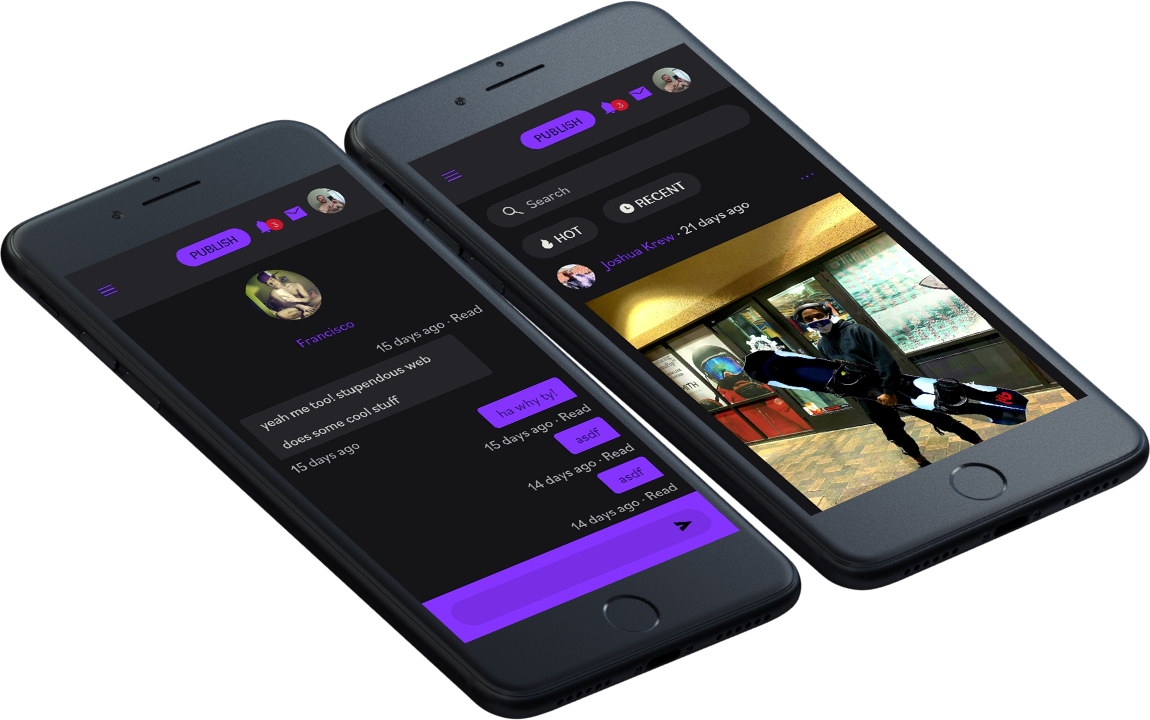 PUBLISH
3
Francisco
15 days ago · Read
yeah me too! stupendous web
does some cool stuff
15 days ago
ha why ty!
15 days ago · Read
asdf
14 days ago · Read
asdf
14 days ago · Read
PUBLISH
3
Search
HOT
RECENT
Joshua Krew · 21 days ago